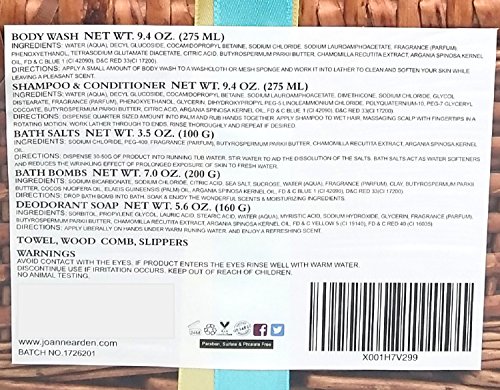 BODY WASH NET WT. 9.4 OZ. (275 ML)
INGREDIENTS: WATER (AQUA), DECYL GLUCOSIDE, COCAMIDOPROPYL BETAINE, SODIUM CHLORIDE, SODIUM LAUROAMPHOACETATE, FRAGRANCE (PARFUM),
PHENOXYETHANOL, TETRASODIUM GLUTAMATE DIACETATE, CITRIC ACID, BUTYROSPERMUM PARKII BUTTER, CHAMOMILLA RECUTITA EXTRACT, ARGANIA SPINOSA KERNEL
OIL, FD & C BLUE 1 (CI 42090), D&C RED 33(CI 17200)
DIRECTIONS: APPLY A SMALL AMOUNT OF BODY WASH TO A WASHCLOTH OR MESH SPONGE AND WORK IT INTO LATHER TO CLEAN AND SOFTEN YOUR SKIN WHILE
LEAVING A PLEASANT SCENT.
SHAMPOO & CONDITIONER NET WT. 9.4 OZ. (275 ML)
INGREDIENTS: WATER (AQUA), DECYL GLUCOSIDE, COCAMIDOPROPYL BETAINE, SODIUM LAUROAMPHOACETATE, DIMETHICONE, SODIUM CHLORIDE, GLYCOL
DISTEARATE, FRAGRANCE (PARFUM), PHENOXYETHANOL, GLYCERIN, DIHYDROXYPROPYL PEG-5 LINOLEAMMONIUM CHLORIDE, POLYQUATERNIUM-10, PEG-7 GLYCERYL
COCOATE, BUTYROSPERMUM PARKII BUTTER, CITRIC ACID, ARGANIA SPINOSA KERNEL OIL, FD & C BLUE 1(CI 42090), D&C RED 33(CI 17200)
DIRECTIONS: DISPENSE QUARTER SIZED AMOUNT INTO PALM AND RUB HANDS TOGETHER. APPLY SHAMPOO TO WET HAIR, MASSAGING SCALP WITH FINGERTIPS IN A
ROTATING MOTION. WORK LATHER THROUGH TO ENDS. RINSE THOROUGHLY AND REPEAT IF DESIRED.
BATH SALTS NET WT. 3.5 OZ. (100 G)
INGREDIENTS: SODIUM CHLORIDE, PEG-400, FRAGRANCE (PARFUM), BUTYROSPERMUM PARKII BUTTER, CHAMOMILLA RECUTITA EXTRACT, ARGANIA SPINOSA KERNEL
OIL
DIRECTIONS: DISPENSE 30-50G OF PRODUCT INTO RUNNING TUB WATER. STIR WATER TO AID THE DISSOLUTION OF THE SALTS. BATH SALTS ACT AS WATER SOFTENERS
AND REDUCES THE WRINKLING EFFECT OF PROLONGED EXPOSURE OF SKIN TO FRESH WATER.
BATH BOMBS NET WT. 7.0 OZ. (200 G)
INGREDIENTS: SODIUM BICARBONATE, SODIUM CHLORIDE, CITRIC ACID, SEA SALT, SUCROSE, WATER (AQUA), FRAGRANCE (PARFUM), CLAY, BUTYROSPERMUM PARKII
BUTTER, COCOS NUCIFERA OIL, ELAEIS GUINEENSIS (PALM) OIL, ARGANIA SPINOSA KERNEL OIL, FD & C BLUE 1(CI 42090), D&C RED 33(CI 17200)
DIRECTIONS: DROP BATH BOMB INTO BATH SOAK & ENJOY THE WONDERFUL SCENTS & MOISTURIZING INGREDIENTS.
DEODORANT SOAP NET WT. 5.6 OZ. (160 G)
INGREDIENTS: SORBITOL, PROPYLENE GLYCOL, LAURIC ACID, STEARIC ACID, WATER (AQUA), MYRISTIC ACID, SODIUM HYDROXIDE, GLYCERIN, FRAGRANCE (PARFUM),
BUTYROSPERMUM PARKII BUTTER, CHAMOMILLA RECUTITA EXTRACT, ARGANIA SPINOSA KERNEL OIL, FD & C YELLOW 5 (CI 19140), FD & C RED 40 (CI 16035)
DIRECTIONS: APPLY LIBERALLY ON DAMPENED HANDS UNDER WARM RUNING WATER, AND ENJOY A REFRESHING SCENT.
TOWEL, WOOD COMB, SLIPPERS
WARNINGS
AVOID CONTACT WITH THE EYES. IF PRODUCT ENTERS THE EYES RINSE WELL WITH WARM WATER.
DISCONTINUE USE IF IRRITATION OCCURS. KEEP OUT OF REACH OF CHILDREN.
NO ANIMAL TESTING.
Paraben, Sulfate & Phthalate Free
www.joannearden.com
BATCH NO.1726201
X001H7V299